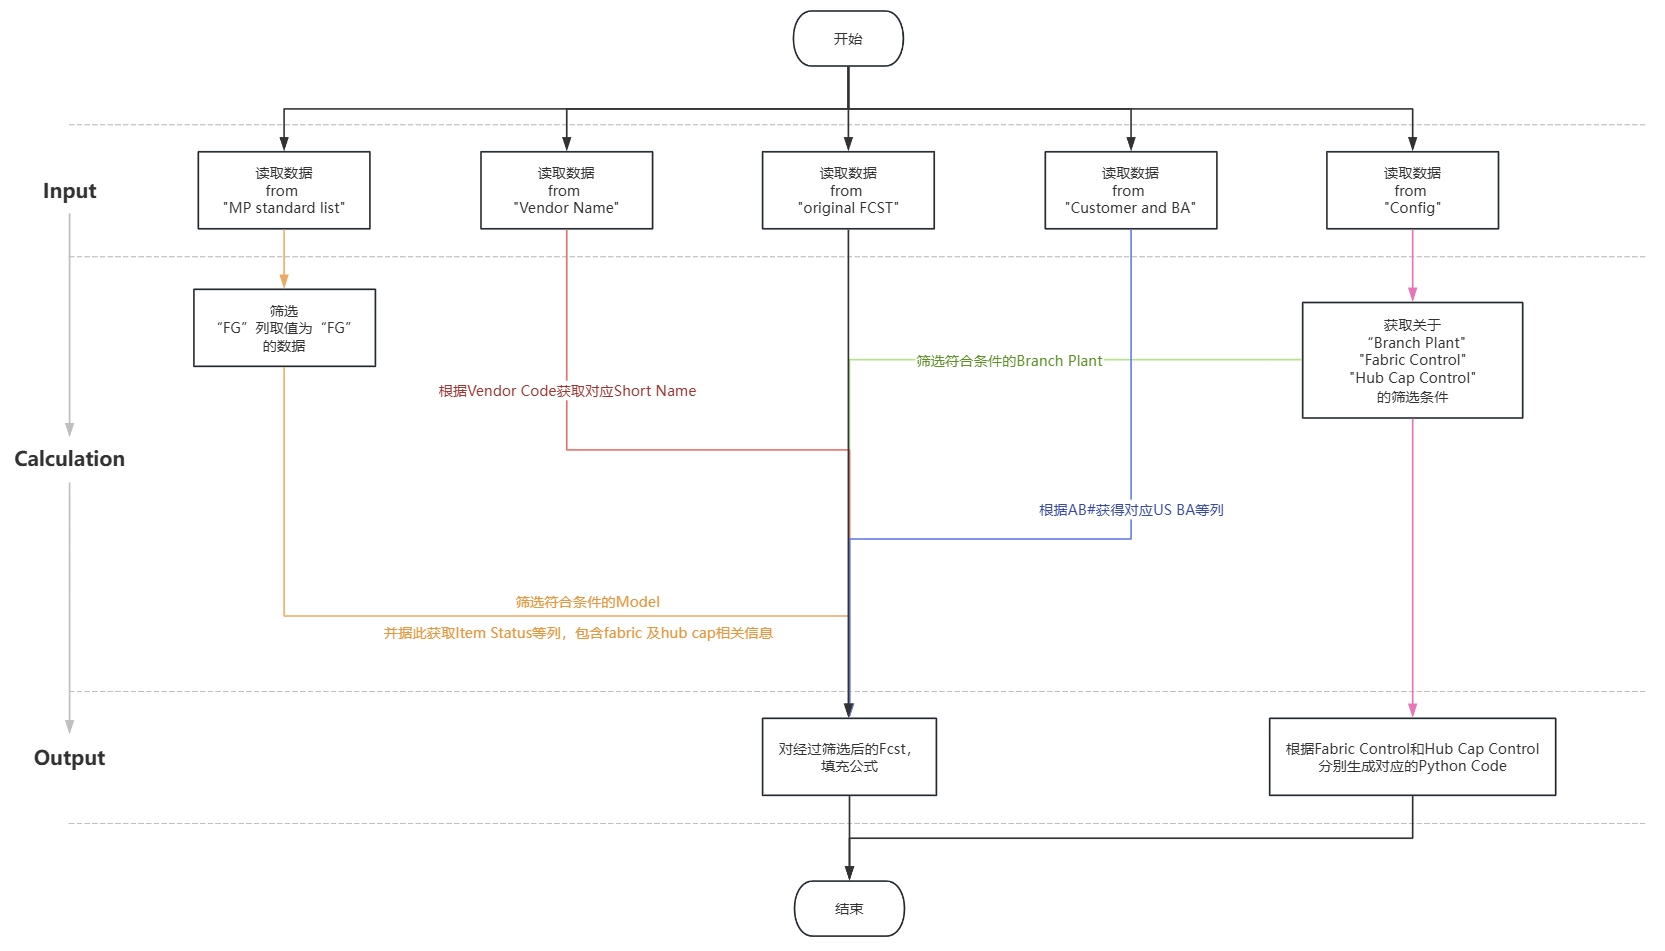 开始
Input
读取数据
from
"MP standard list"
读取数据
from
"Vendor Name"
读取数据
from
"original FCST"
读取数据
from
"Customer and BA"
读取数据
from
"Config"
筛选
“FG”列取值为“FG”
的数据
获取关于
“Branch Plant"
"Fabric Control"
"Hub Cap Control"
的筛选条件
筛选符合条件的Branch Plant
根据Vendor Code获取对应Short Name
Calculation
根据AB#获得对应US BA等列
筛选符合条件的Model
并据此获取Item Status等列，包含fabric 及hub cap相关信息
Output
对经过筛选后的Fcst，
填充公式
根据Fabric Control和Hub Cap Control
分别生成对应的Python Code
结束